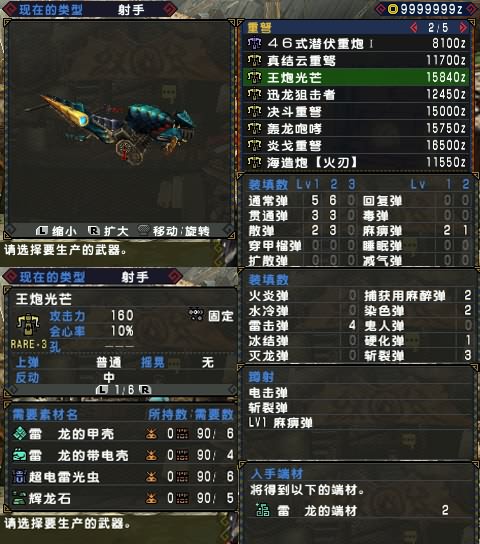 现在的类型 射手
缩小 扩大 移动/旋转
请选择要生产的武器。
9999999z
重弩 2/5
46式潜伏重炮Ⅰ 8100z
真结云重弩 11700z
王炮光芒 15840z
迅龙狙击者 12450z
决斗重弩 15000z
轰龙咆哮 15750z
炎戈重弩 16500z
海造炮【火刃】 11550z
装填数 Lv1 2 3 Lv 1 2
通常弹 5 6 0 回复弹 0 0
贯通弹 3 3 0 毒弹 0 0
散弹 2 3 0 麻痹弹 2 1
穿甲榴弹 0 0 0 睡眠弹 0 0
扩散弹 0 0 0 减气弹 0 0
现在的类型 射手
王炮光芒
攻击力 160 固定
会心率 10%
RARE-3 孔 ---
上弹 普通 摇晃 无
反动 中
L 1/6 R
需要素材名 所持数 需要数
雷 龙的甲壳 0 90/ 6
雷 龙的带电壳 0 90/ 4
超电雷光虫 0 90/ 6
辉龙石 0 90/ 5
请选择要生产的武器。
装填数
火炎弹 0 捕获用麻醉弹 2
水冷弹 0 染色弹 2
雷击弹 4 鬼人弹 0
冰结弹 0 硬化弹 1
灭龙弹 0 斩裂弹 3
蹲射
电击弹
斩裂弹
LV1 麻痹弹
入手端材
将得到以下的端材。
雷 龙的端材 2